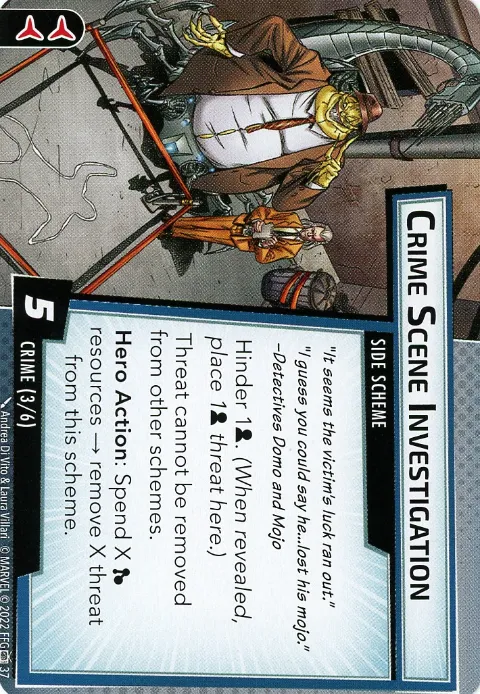 CRIME SCENE INVESTIGATION
SIDE SCHEME
"It seems the victim's luck ran out."
"I guess you could say he...lost his mojo."
–Detectives Domo and Mojo
Hinder 1. (When revealed,
place 1 threat here.)
Threat cannot be removed
from other schemes.
Hero Action: Spend X
resources → remove X threat
from this scheme.
5
CRIME (3/6)
Andrea Di Vito & Laura Villari © MARVEL © 2022 FFG 37